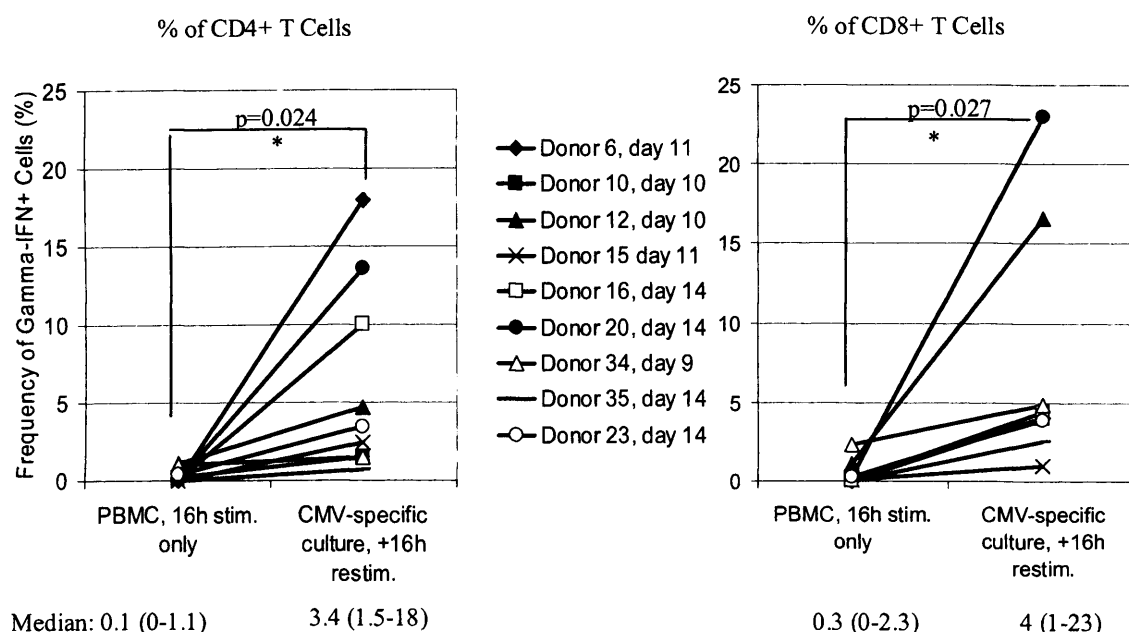 % of CD4+ T Cells
% of CD8+ T Cells
Frequency of Gamma-IFN+ Cells (%)
25
20
15
10
5
0
p=0.024
*
PBMC, 16h stim.
only
CMV-specific
culture, +16h
restim.
Donor 6, day 11
Donor 10, day 10
Donor 12, day 10
Donor 15 day 11
Donor 16, day 14
Donor 20, day 14
Donor 34, day 9
Donor 35, day 14
Donor 23, day 14
25
20
15
10
5
0
p=0.027
*
PBMC, 16h stim.
only
CMV-specific
culture, +16h
restim.
Median: 0.1 (0-1.1)
3.4 (1.5-18)
0.3 (0-2.3)
4 (1-23)